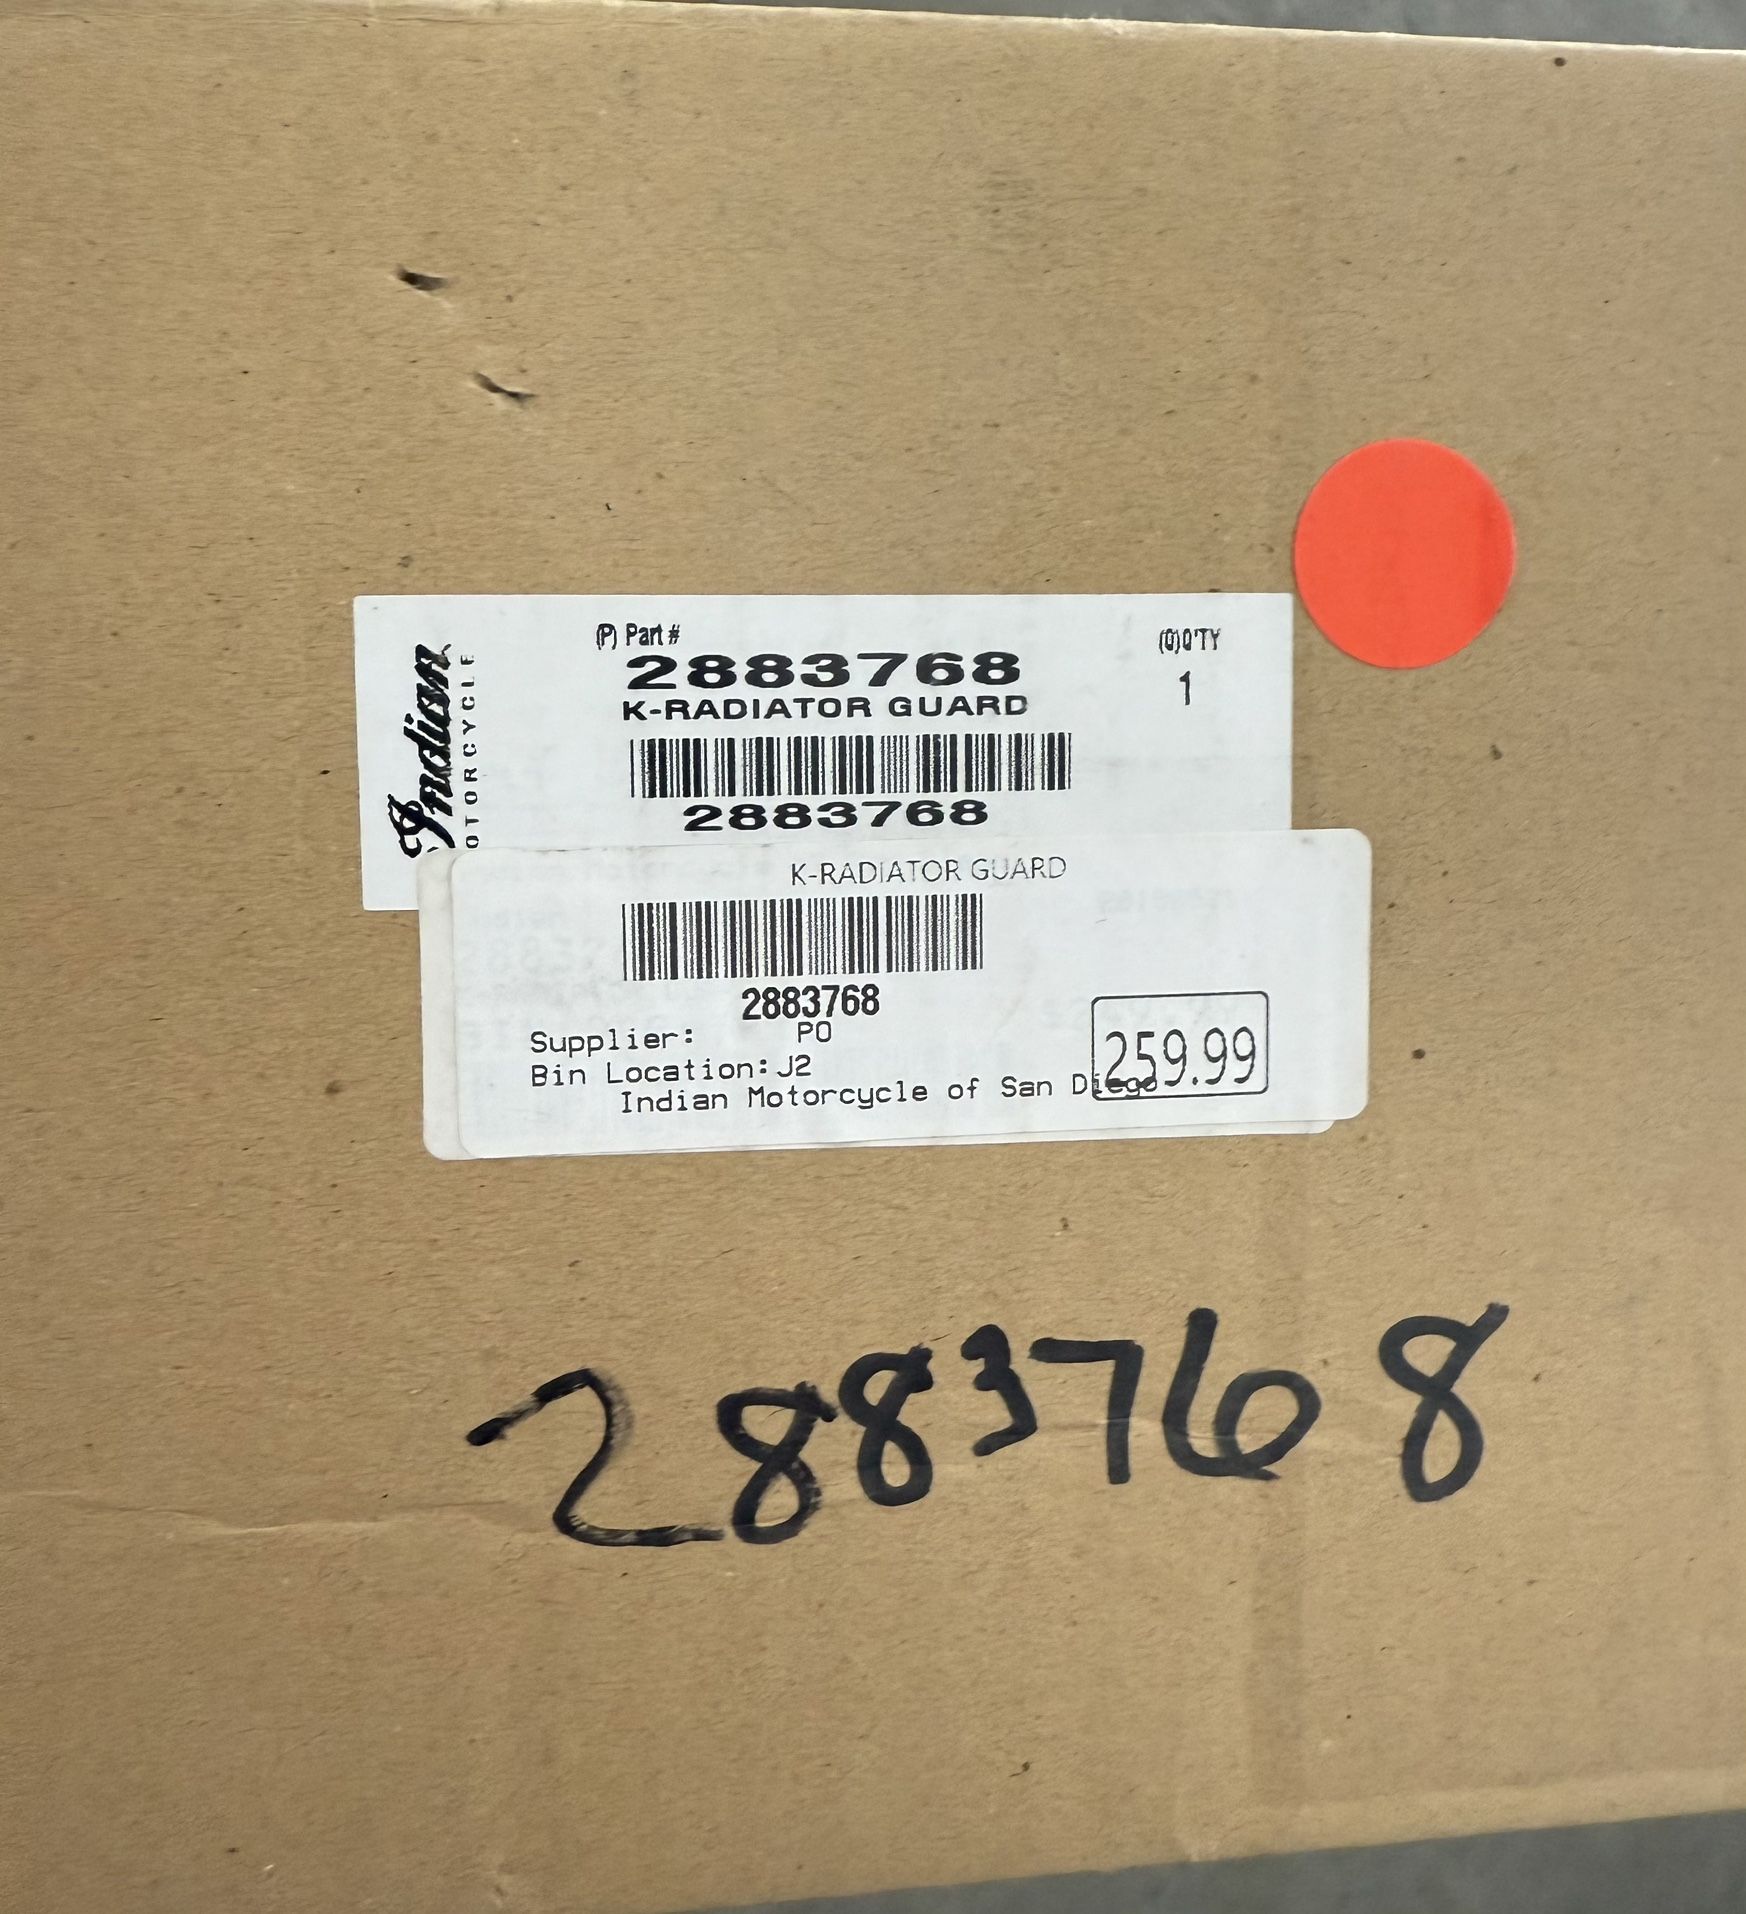 Indian
OTORCYCLE
(P) Part #
2883768
K-RADIATOR GUARD
2883768
(Q)Q'TY
1
K-RADIATOR GUARD
2883768
Supplier: PO
Bin Location:J2
Indian Motorcycle of San Diego
259.99
2883768